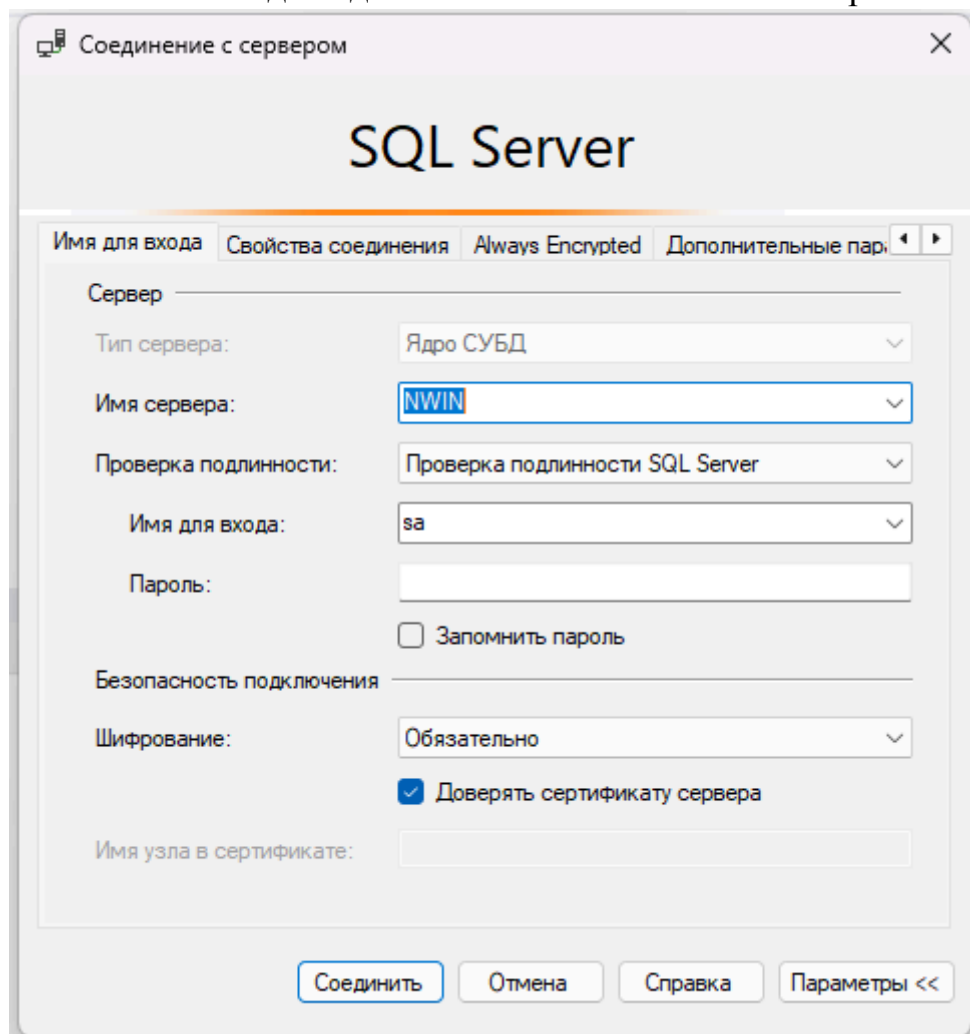 Соединение с сервером
SQL Server
Имя для входа Свойства соединения Always Encrypted Дополнительные пар
Сервер
Тип сервера: Ядро СУБД
Имя сервера: NWIN
Проверка подлинности: Проверка подлинности SQL Server
Имя для входа: sa
Пароль:
Запомнить пароль
Безопасность подключения
Шифрование: Обязательно
Доверять сертификату сервера
Имя узла в сертификате:
Соединить Отмена Справка Параметры <<